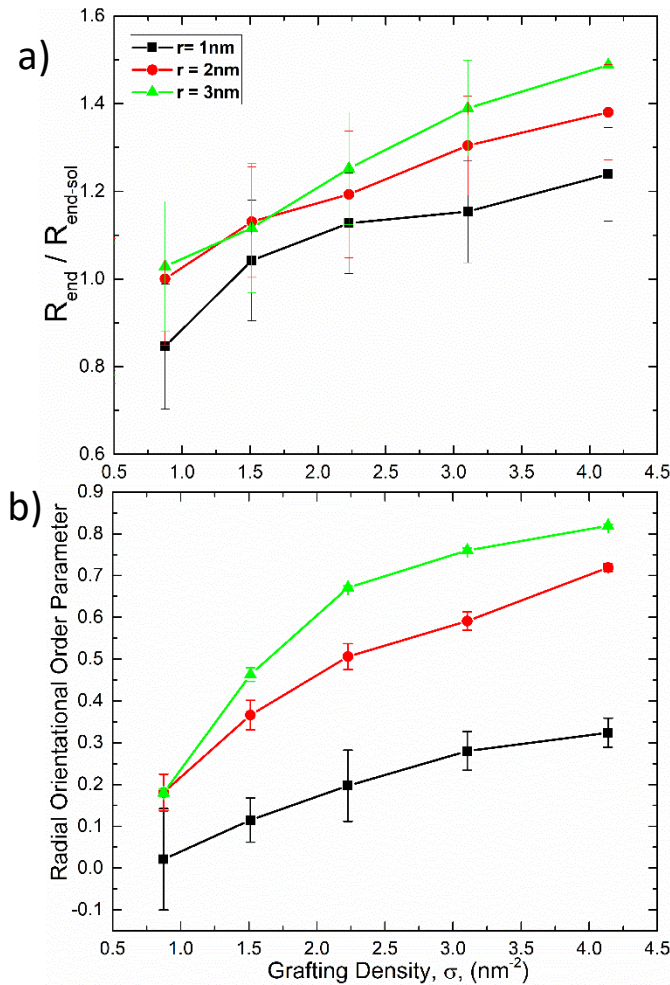 a)
r= 1nm
r = 2nm
r = 3nm
1.6
1.4
1.2
1.0
0.8
0.6
R_end / R_end-sol
0.5 1.0 1.5 2.0 2.5 3.0 3.5 4.0 4.5
b)
0.9
0.8
0.7
0.6
0.5
0.4
0.3
0.2
0.1
0.0
-0.1
Radial Orientational Order Parameter
0.5 1.0 1.5 2.0 2.5 3.0 3.5 4.0 4.5
Grafting Density, σ, (nm⁻²)